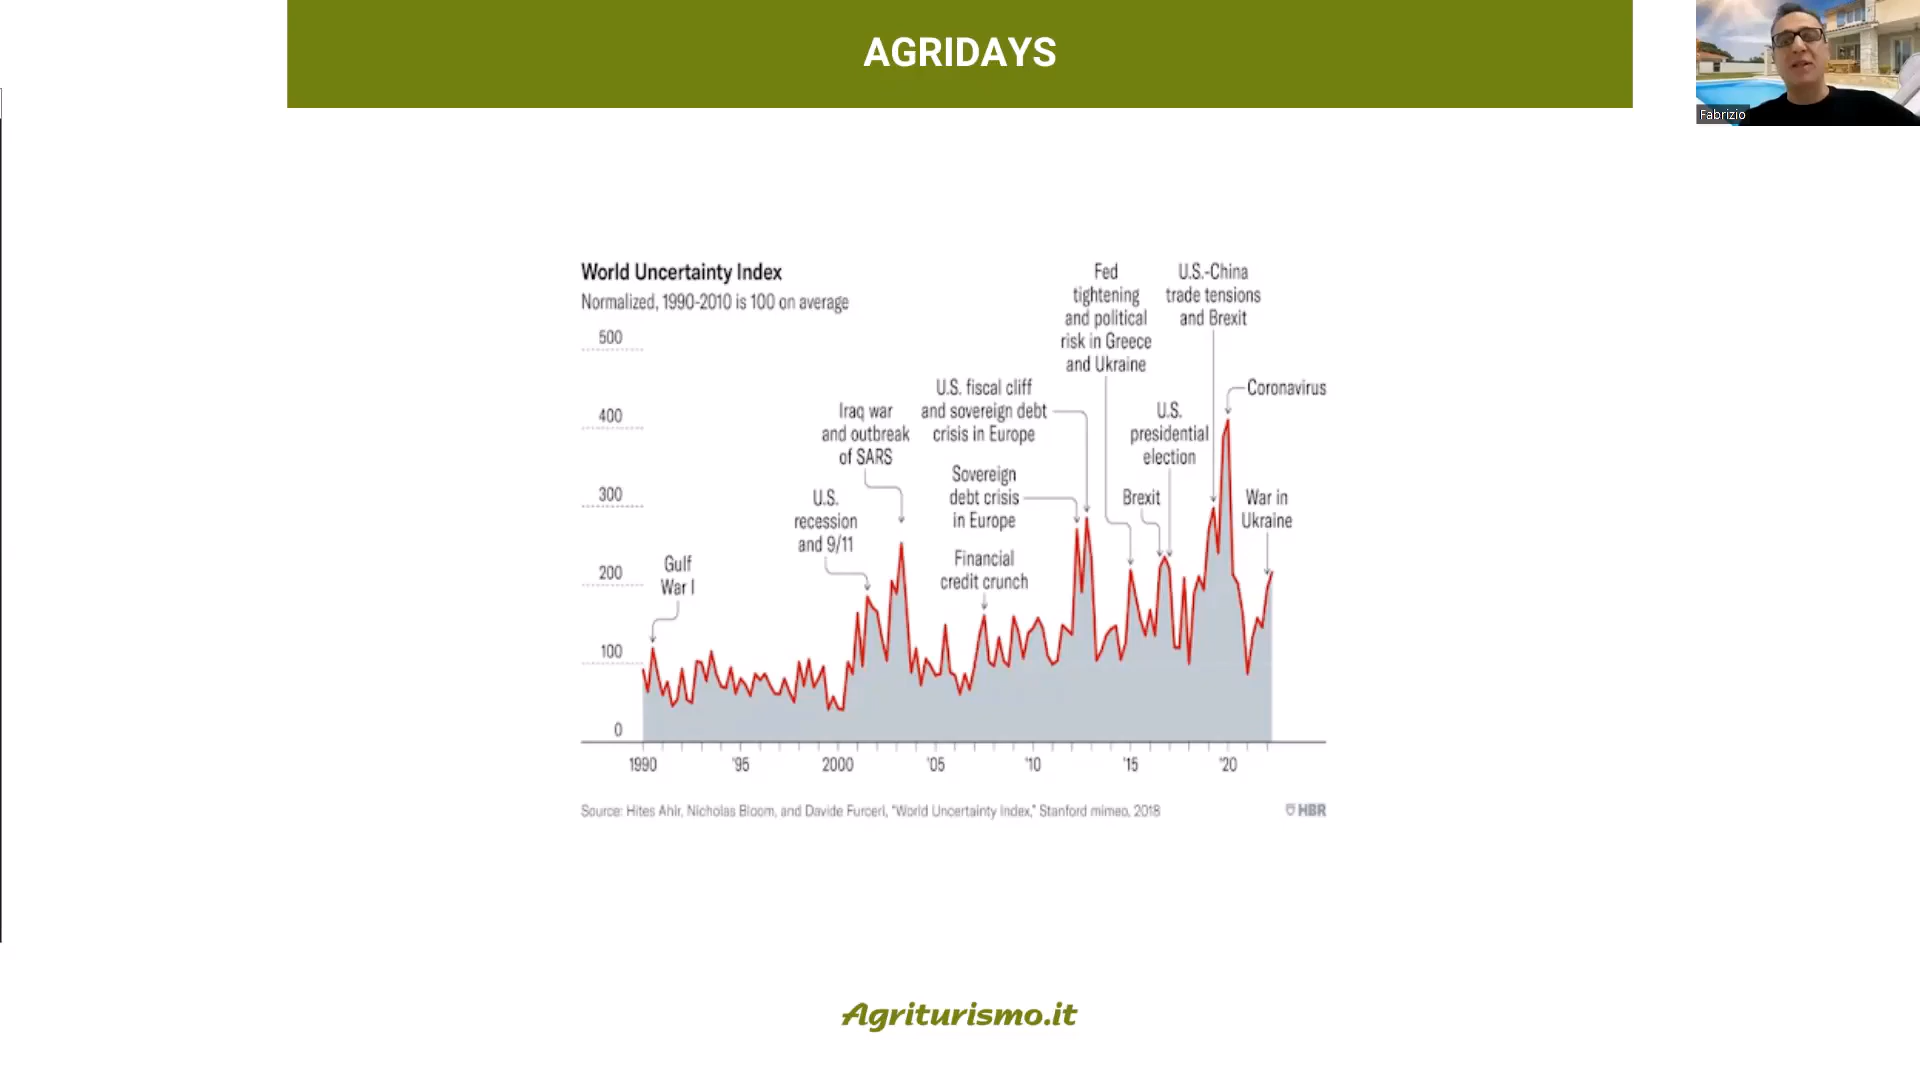 AGRIDAYS
Fabrizio
World Uncertainty Index
Normalized, 1990-2010 is 100 on average
500
400
300
200
100
0
Gulf
War I
U.S.
recession
and 9/11
Iraq war
and outbreak
of SARS
Financial
credit crunch
Sovereign
debt crisis
in Europe
U.S. fiscal cliff
and sovereign debt
crisis in Europe
Fed
tightening
and political
risk in Greece
and Ukraine
Brexit
U.S.
presidential
election
U.S.-China
trade tensions
and Brexit
Coronavirus
War in
Ukraine
1990
'95
2000
'05
'10
'15
'20
Source: Hites Ahir, Nicholas Bloom, and Davide Furceri, "World Uncertainty Index," Stanford mimeo, 2018
HBR
Agriturismo.it